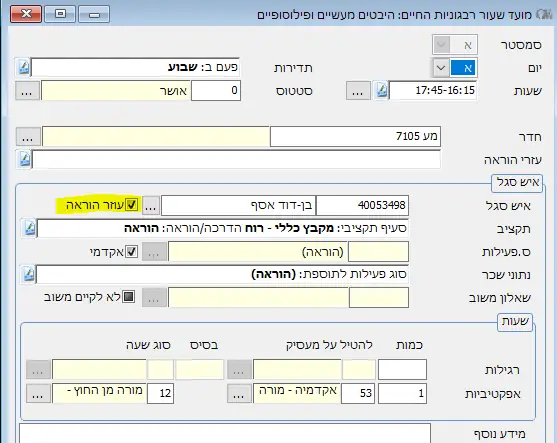 מועד שעור רבגוניות החיים: היבטים מעשיים ופילוסופיים
סמסטר א
יום א תדירות פעם ב: שבוע
שעות 17:45-16:15 ... סטטוס 0 אושר ...
חדר מע 7105
עזרי הוראה
איש סגל
איש סגל 40053498 בן-דוד אסף ... עוזר הוראה
תקציב סעיף תקציבי: מקבץ כללי - רוח הדרכה/הוראה: הוראה
ס.פעילות (הוראה) ... אקדמי
נתוני שכר סוג פעילות לתוספת: (הוראה)
שאלון משוב ... לא לקיים משוב
שעות
כמות להטיל על מעסיק בסיס סוג שעה
רגילות ... ...
אפקטיביות 1 53 אקדמיה - מורה ... 12 מורה מן החוץ - ...
מידע נוסף